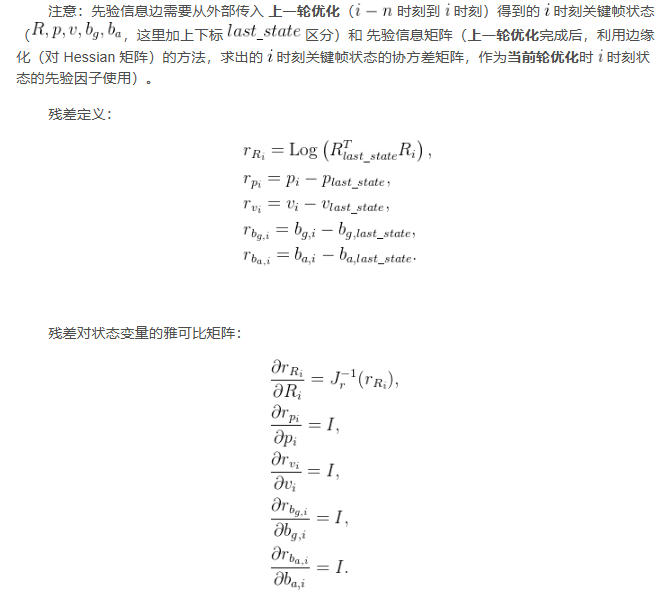 注意：先验信息边需要从外部传入 上一轮优化（$i-n$ 时刻到 $i$ 时刻）得到的 $i$ 时刻关键帧状态
（$R,p,v,b_g,b_a$，这里加上下标 $last\_state$ 区分）和 先验信息矩阵（上一轮优化完成后，利用边缘
化（对 Hessian 矩阵）的方法，求出的 $i$ 时刻关键帧状态的协方差矩阵，作为当前轮优化时 $i$ 时刻状
态的先验因子使用）。
残差定义：
$r_{R_i} = \mathrm{Log}\left(R_{last\_state}^T R_i\right),$
$r_{p_i} = p_i - p_{last\_state},$
$r_{v_i} = v_i - v_{last\_state},$
$r_{b_{g,i}} = b_{g,i} - b_{g,last\_state},$
$r_{b_{a,i}} = b_{a,i} - b_{a,last\_state}.$
残差对状态变量的雅可比矩阵：
$\frac{\partial r_{R_i}}{\partial R_i} = J_r^{-1}(r_{R_i}),$
$\frac{\partial r_{p_i}}{\partial p_i} = I,$
$\frac{\partial r_{v_i}}{\partial v_i} = I,$
$\frac{\partial r_{b_{g,i}}}{\partial b_{g,i}} = I,$
$\frac{\partial r_{b_{a,i}}}{\partial b_{a,i}} = I.$